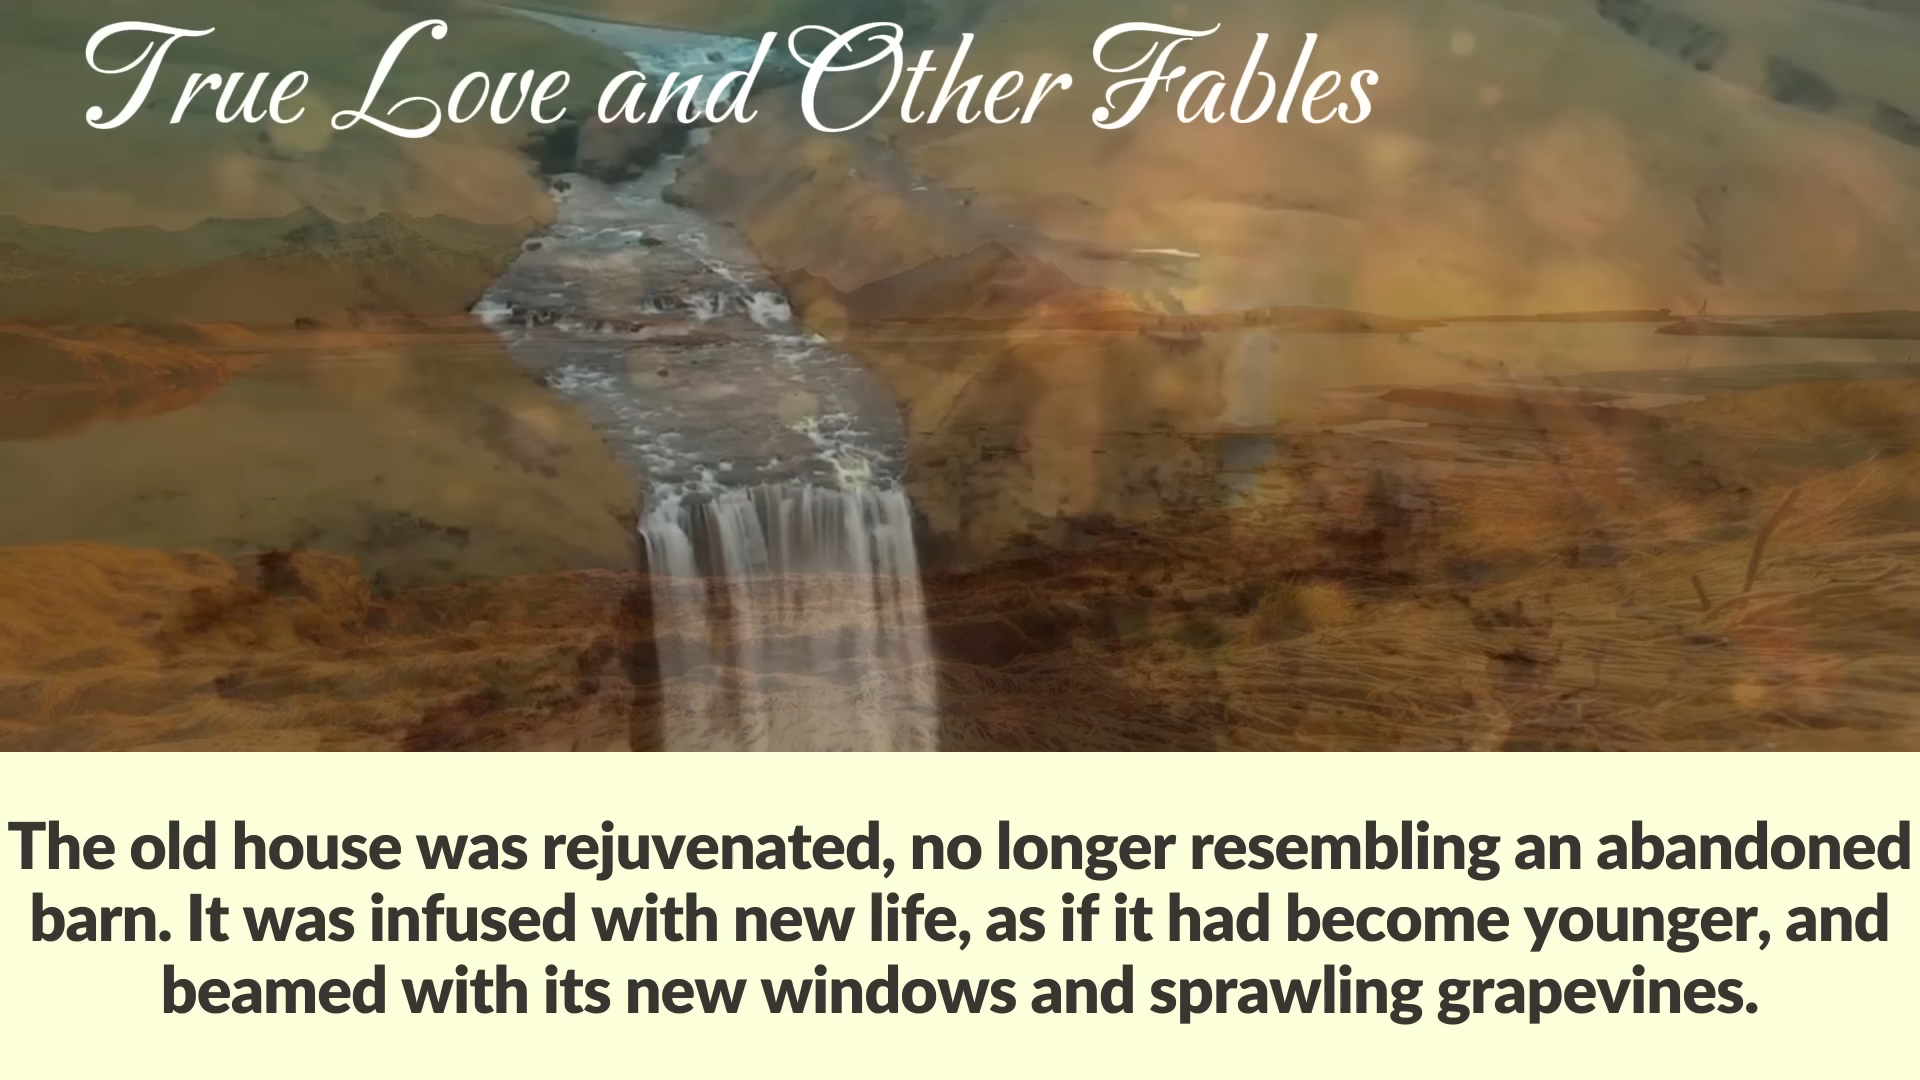 True Love and Other Fables
The old house was rejuvenated, no longer resembling an abandoned
barn. It was infused with new life, as if it had become younger, and
beamed with its new windows and sprawling grapevines.